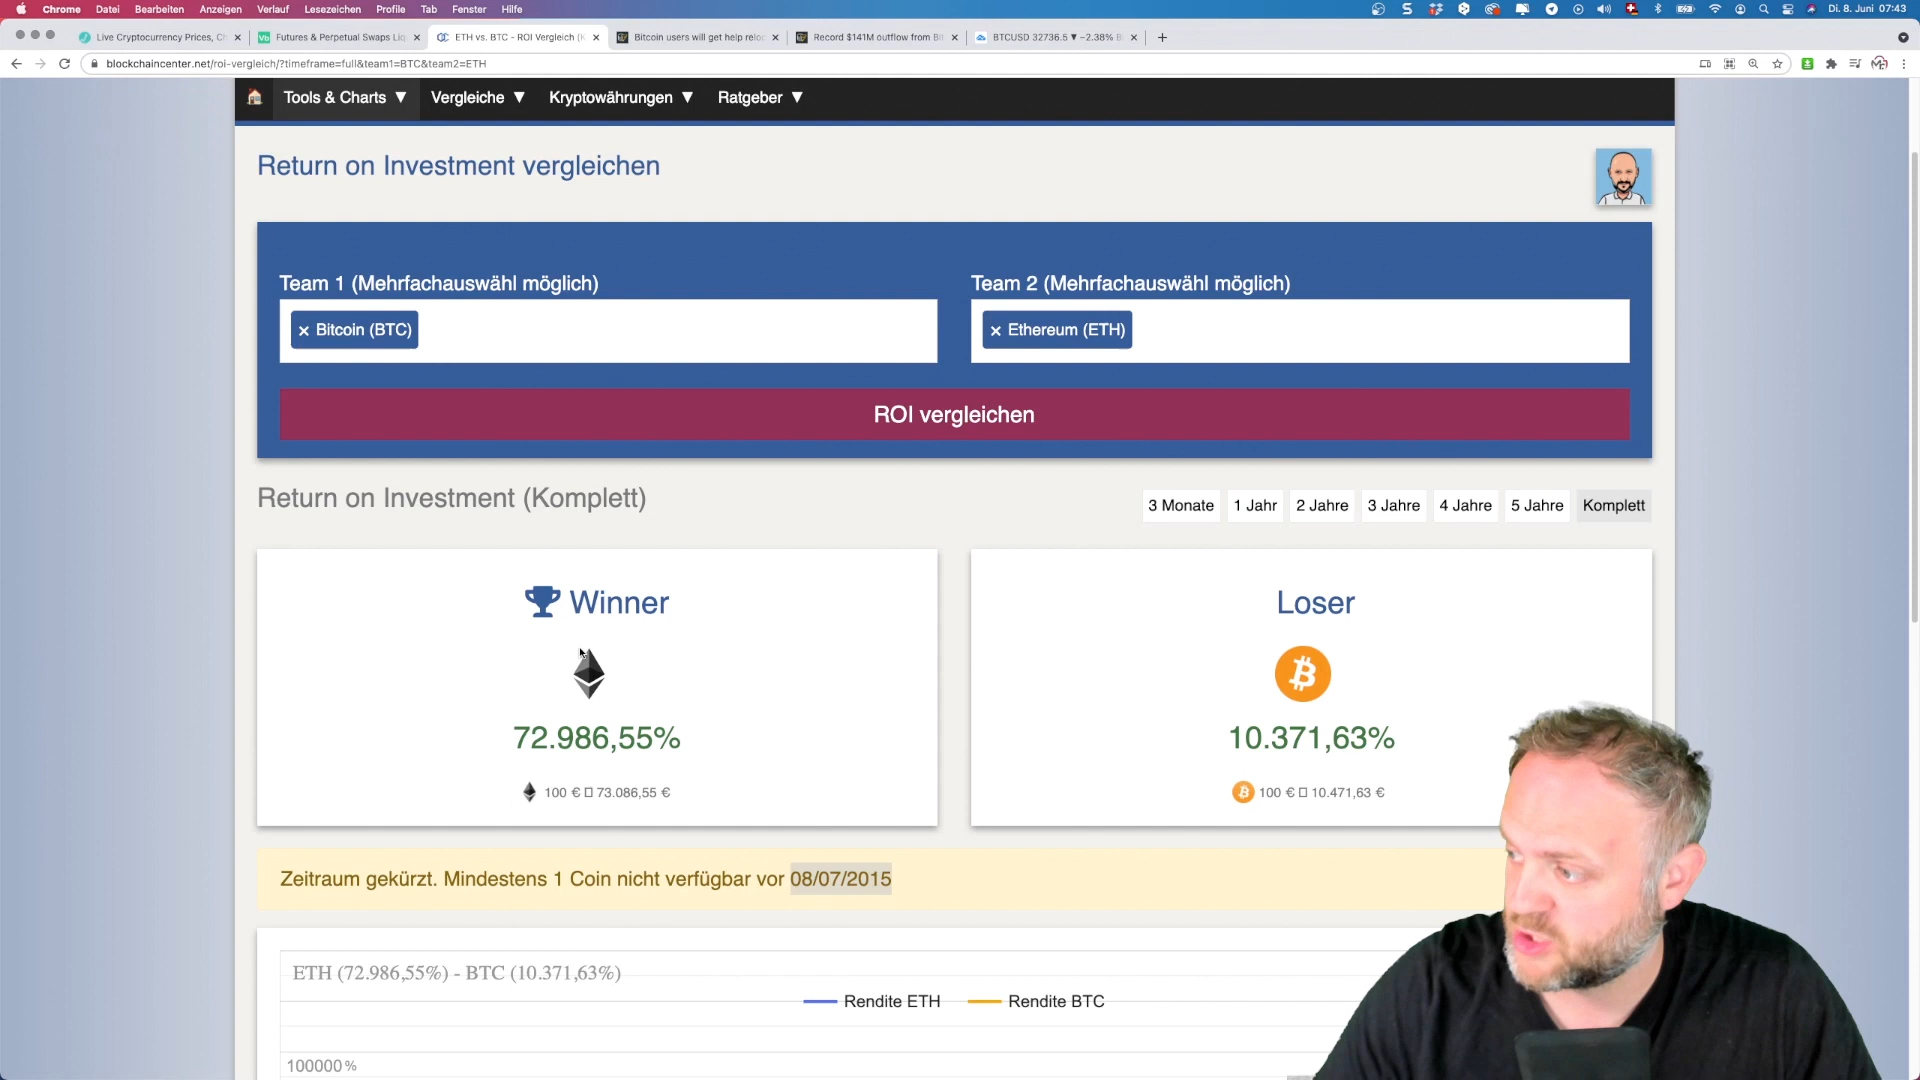 Chrome Datei Bearbeiten Anzeigen Verlauf Lesezeichen Profile Tab Fenster Hilfe Di. 8. Juni 07:43
Live Cryptocurrency Prices, Futures & Perpetual Swaps ETH vs. BTC - ROI Vergleich Bitcoin users will get help Record $141M outflow from BTCUSD 32736.5 ▼ −2.38%
blockchaincenter.net/roi-vergleich/?timeframe=full&team1=BTC&team2=ETH
Tools & Charts ▼ Vergleiche ▼ Kryptowährungen ▼ Ratgeber ▼
Return on Investment vergleichen
Team 1 (Mehrfachauswähl möglich) Team 2 (Mehrfachauswähl möglich)
× Bitcoin (BTC) × Ethereum (ETH)
ROI vergleichen
Return on Investment (Komplett) 3 Monate 1 Jahr 2 Jahre 3 Jahre 4 Jahre 5 Jahre Komplett
Winner Loser
72.986,55% 10.371,63%
100 € 73.086,55 € 100 € 10.471,63 €
Zeitraum gekürzt. Mindestens 1 Coin nicht verfügbar vor 08/07/2015
ETH (72.986,55%) - BTC (10.371,63%)
Rendite ETH Rendite BTC
100000%